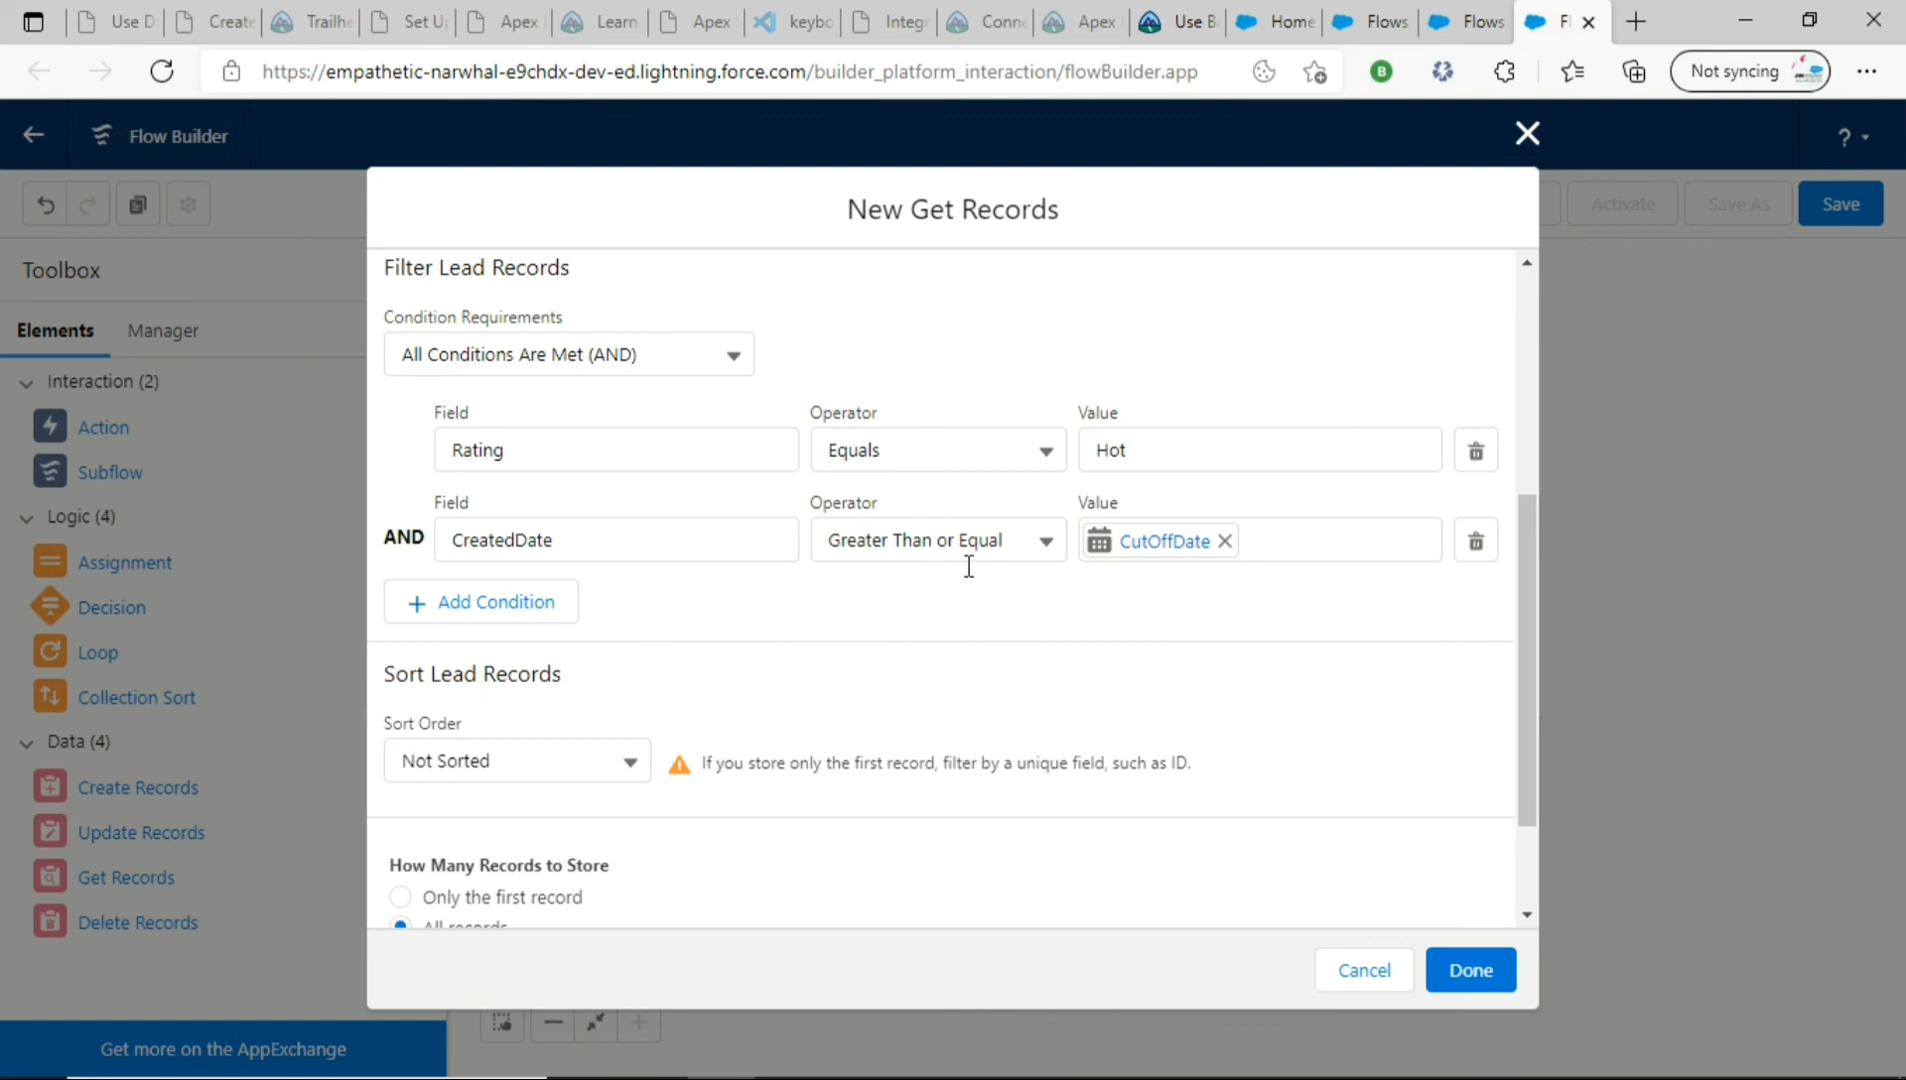 Use D
Create
Trailhe
Set U
Apex
Learn
Apex
keybo
Integr
Conne
Apex
Use B
Home
Flows
Flows
Fl
https://empathetic-narwhal-e9chdx-dev-ed.lightning.force.com/builder_platform_interaction/flowBuilder.app
B
Not syncing
Flow Builder
?
New Get Records
Activate
Save As
Save
Toolbox
Elements
Manager
Interaction (2)
Action
Subflow
Logic (4)
Assignment
Decision
Loop
Collection Sort
Data (4)
Create Records
Update Records
Get Records
Delete Records
Get more on the AppExchange
Filter Lead Records
Condition Requirements
All Conditions Are Met (AND)
Field
Operator
Value
Rating
Equals
Hot
Field
Operator
Value
AND
CreatedDate
Greater Than or Equal
CutOffDate
+ Add Condition
Sort Lead Records
Sort Order
Not Sorted
If you store only the first record, filter by a unique field, such as ID.
How Many Records to Store
Only the first record
All records
Cancel
Done